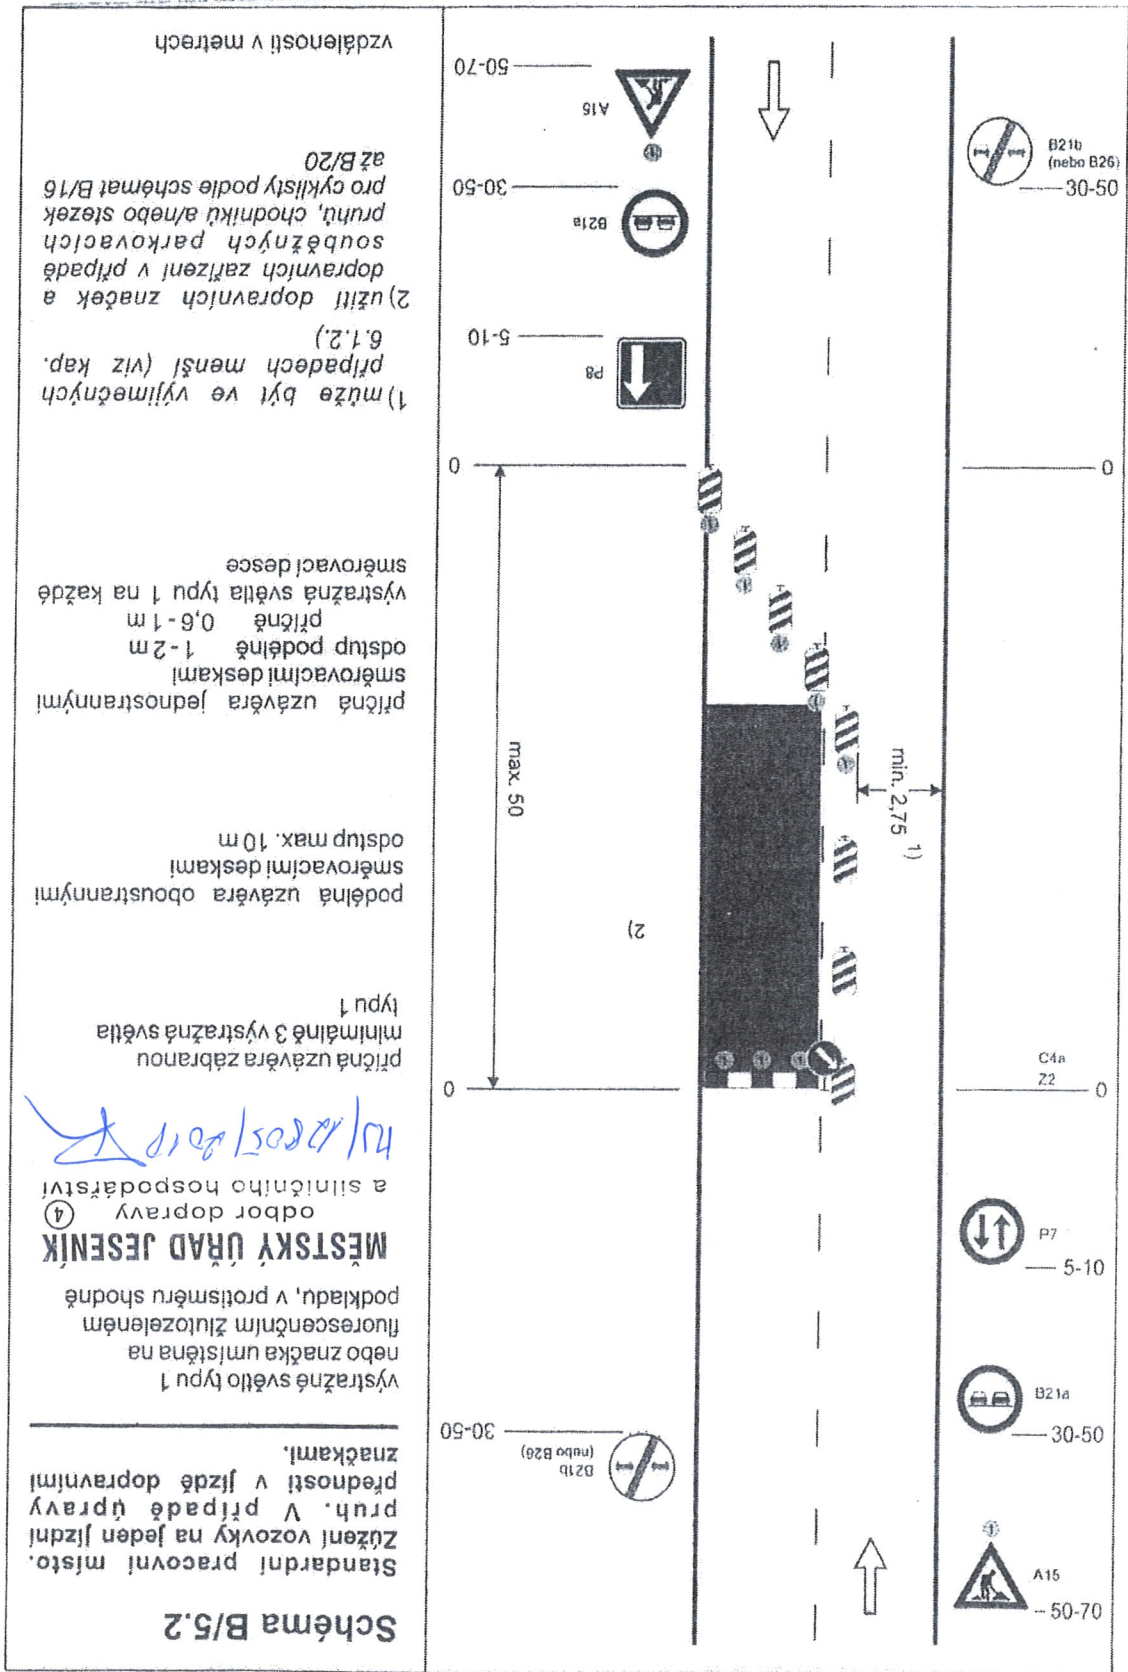 Schéma B/5.2
Standardní pracovní místo.
Zúžení vozovky na jeden jízdní
pruh. V případě úpravy
přednosti v jízdě dopravními
značkami.
výstražné světlo typu 1
nebo značka umístěna na
fluorescenčním žlutozeleném
podkladu, v protisměru shodně
MĚSTSKÝ ÚŘAD JESENÍK
odbor dopravy 4
a silničního hospodářství
příčná uzávěra zábranou
minimálně 3 výstražná světla
typu 1
podélná uzávěra oboustrannými
směrovacími deskami
odstup max. 10 m
příčná uzávěra jednostrannými
směrovacími deskami
odstup podélně 1 - 2 m
příčně 0,6 - 1 m
výstražná světla typu 1 na každé
směrovací desce
1) může být ve výjimečných
případech menší (viz kap.
6.1.2.)
2) užití dopravních značek a
dopravních zařízení v případě
souběžných parkovacích
pruhů, chodníků a/nebo stezek
pro cyklisty podle schémat B/16
až B/20
vzdálenosti v metrech
B21b
(nebo B26)
30-50
0
max. 50
2)
0
P8
5-10
B21a
30-50
A15
50-70
min. 2,75 1)
B21b
(nebo B26)
30-50
0
C4a
Z2
0
P7
5-10
B21a
30-50
A15
50-70